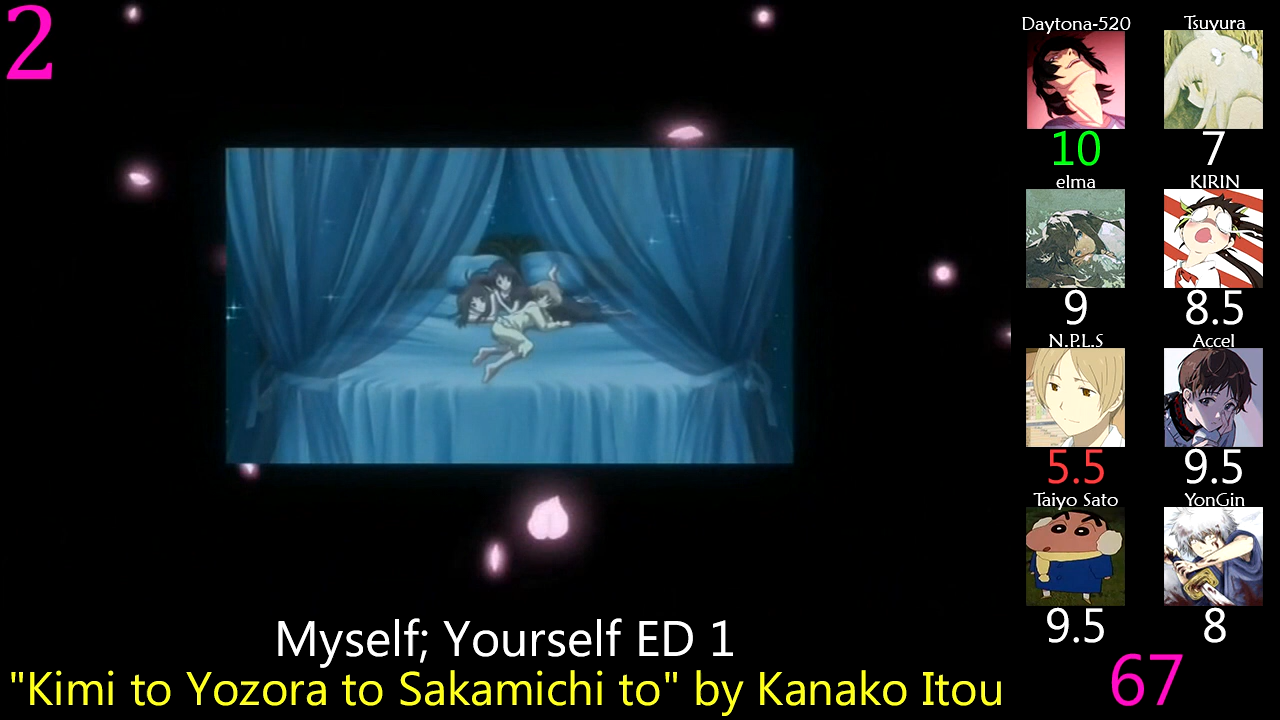 2
Daytona-520
Tsuyura
10
7
elma
KIRIN
9
8.5
N.P.L.S
Accel
5.5
9.5
Taiyo Sato
YonGin
9.5
8
Myself; Yourself ED 1
"Kimi to Yozora to Sakamichi to" by Kanako Itou
67